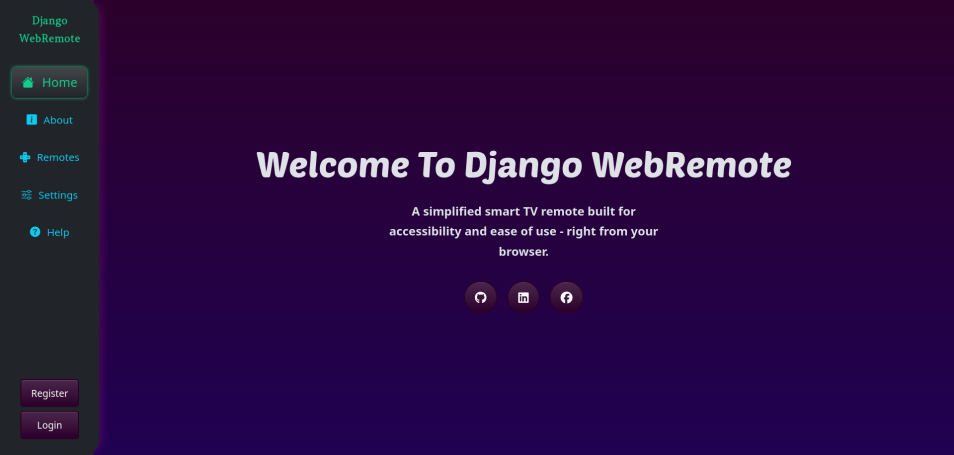 Django
WebRemote
Home
About
Remotes
Settings
Help
Register
Login
Welcome To Django WebRemote
A simplified smart TV remote built for
accessibility and ease of use - right from your
browser.